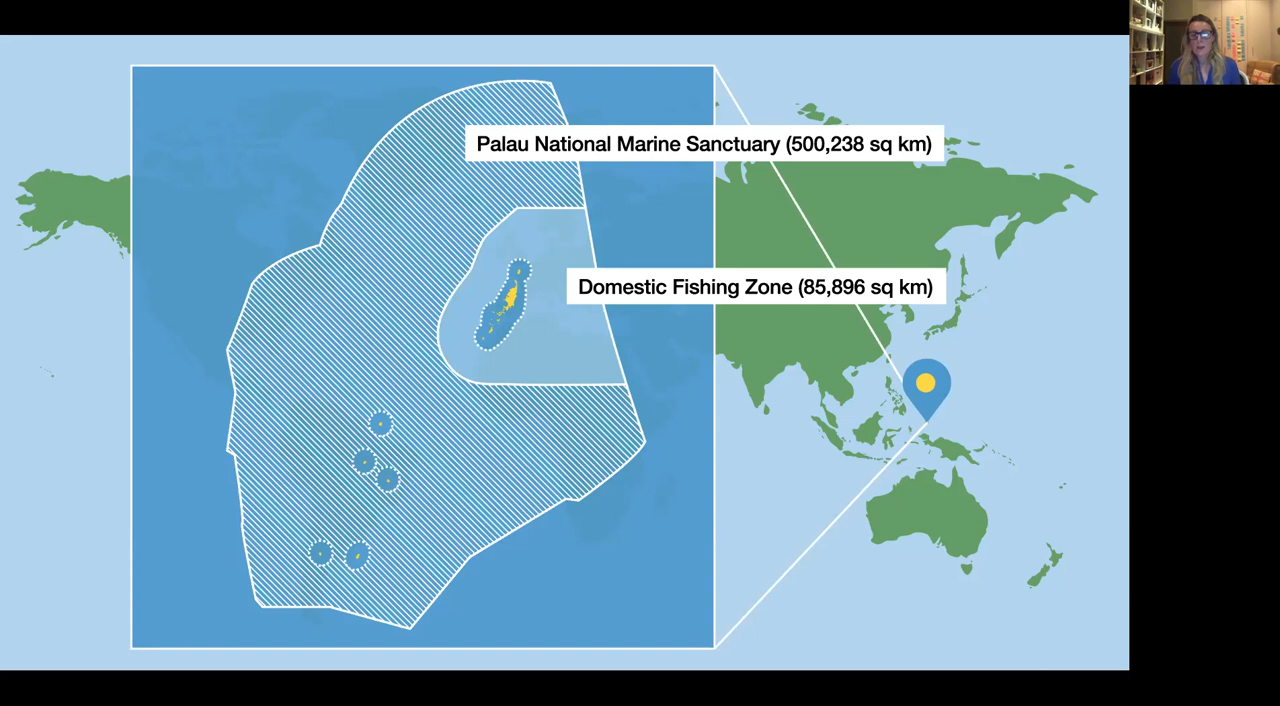 Palau National Marine Sanctuary (500,238 sq km)
Domestic Fishing Zone (85,896 sq km)